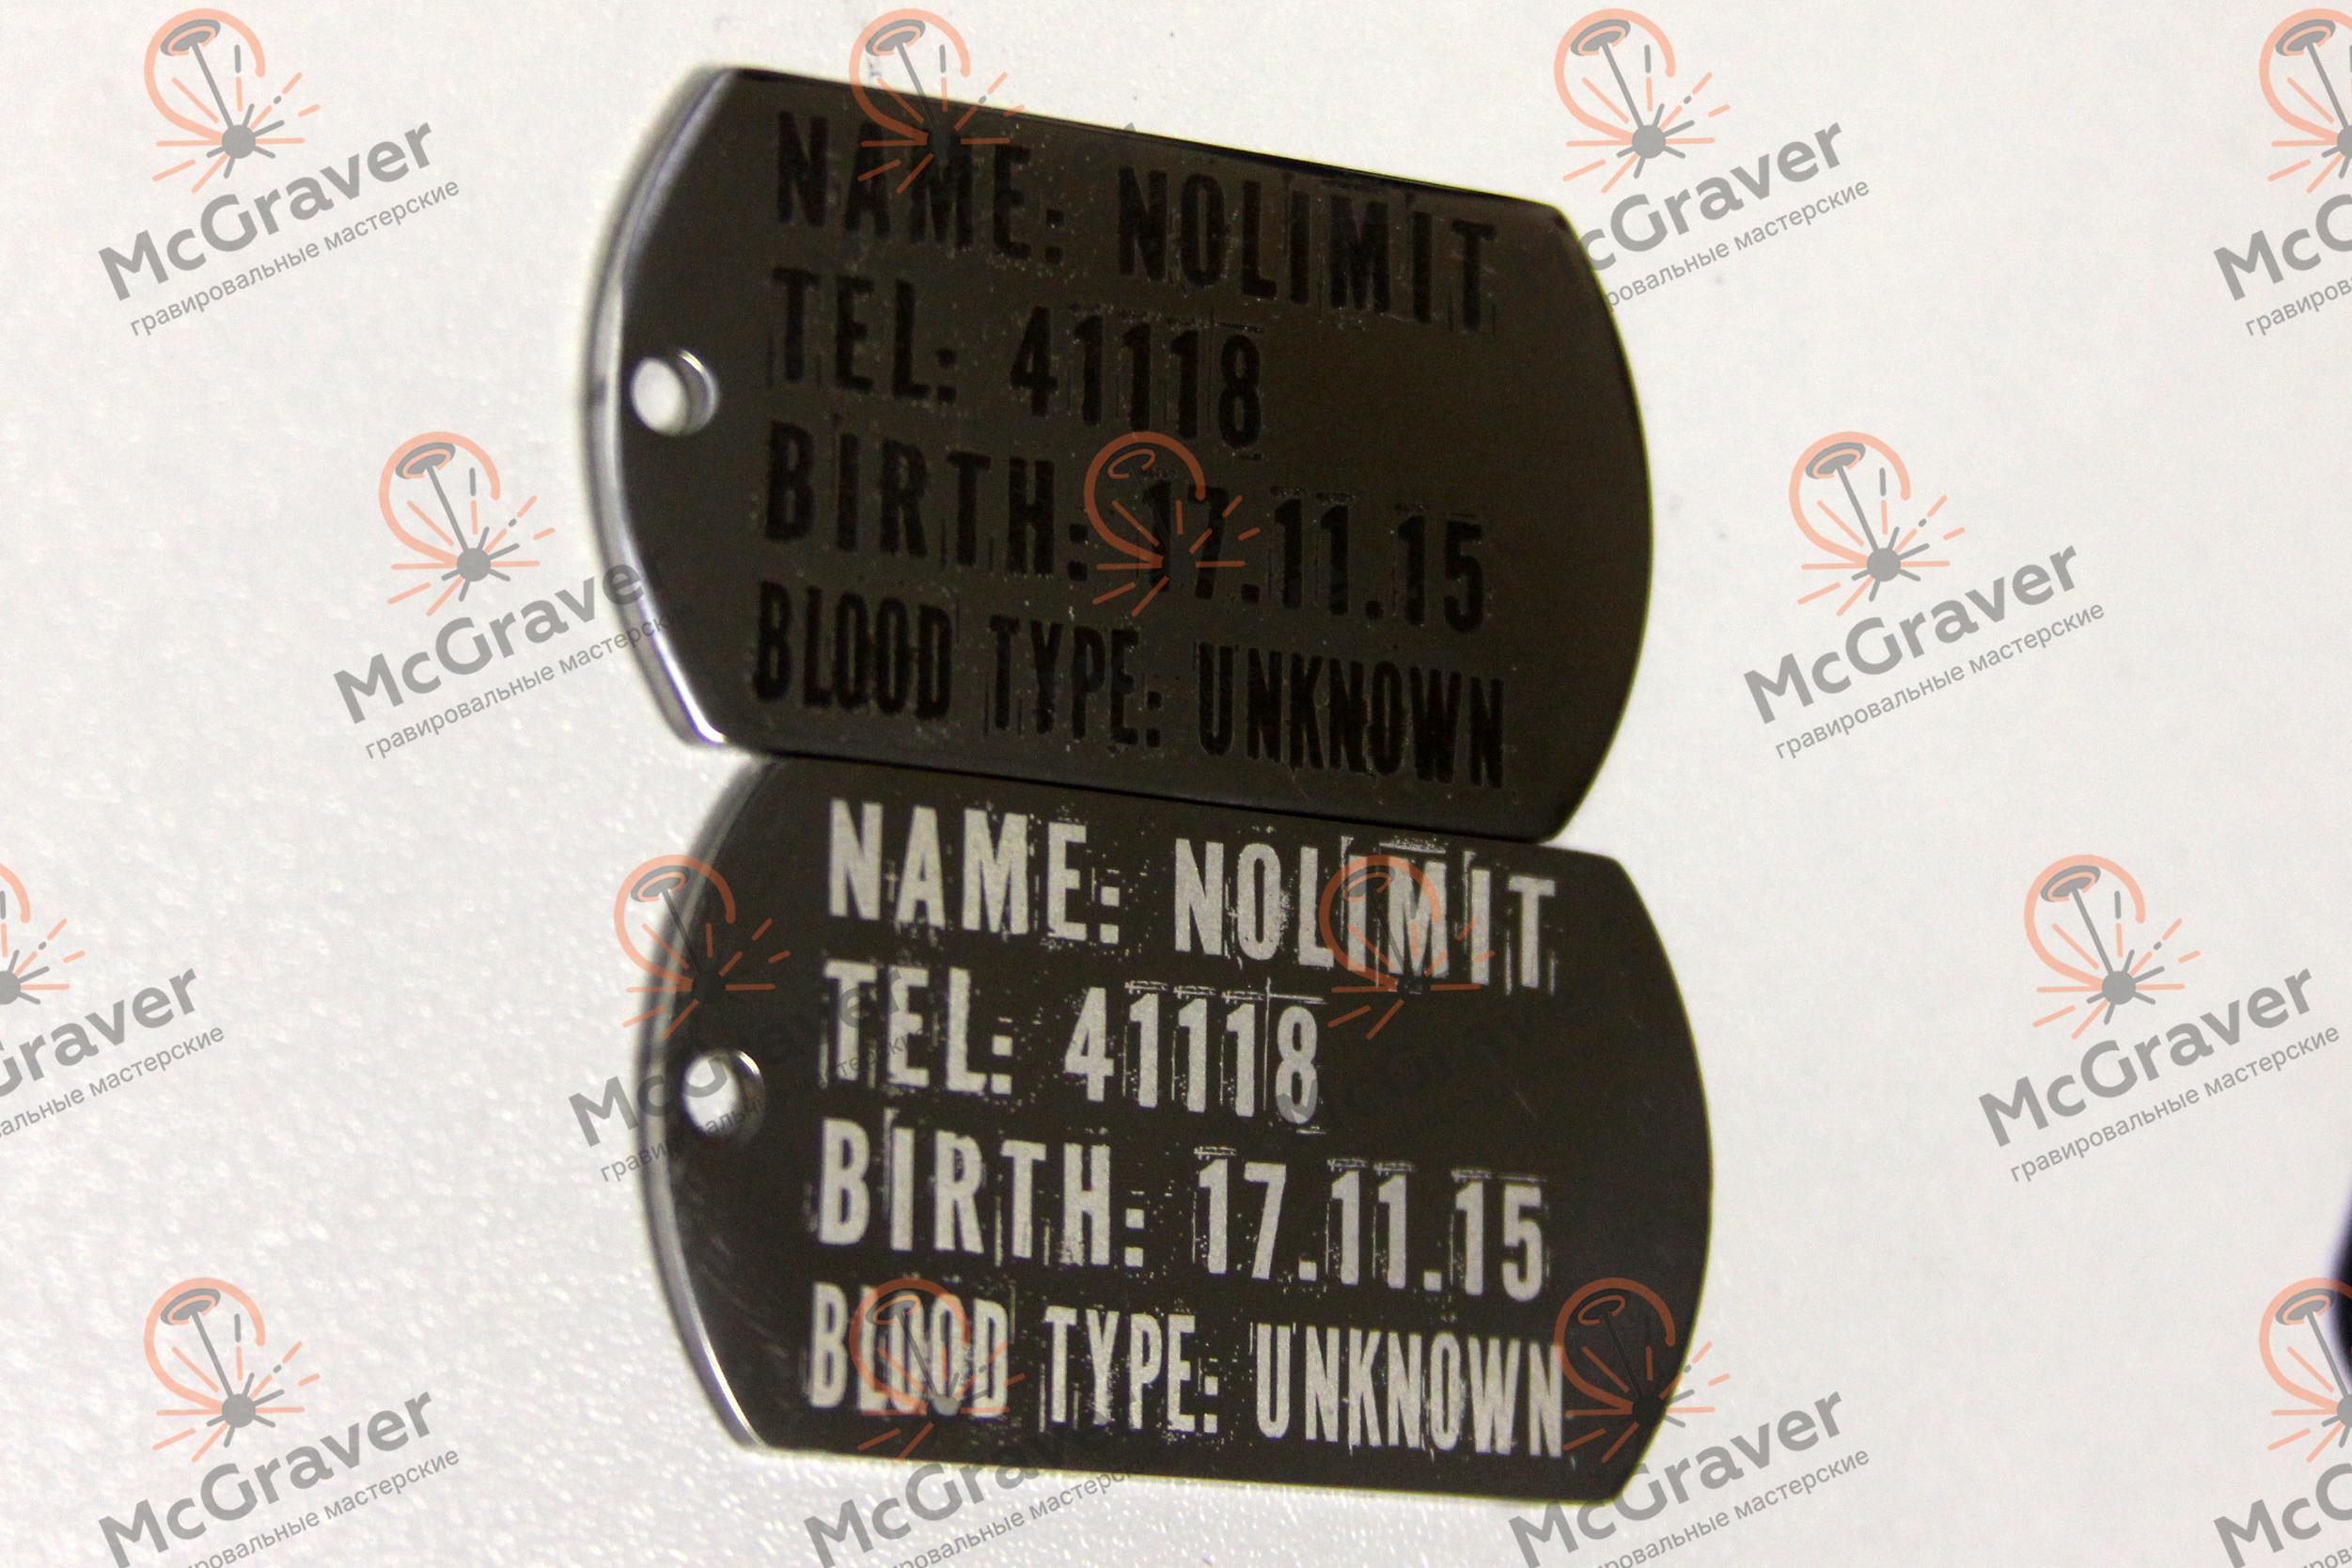 NAME: NOLIMIT
TEL: 41118
BIRTH: 17.11.15
BLOOD TYPE: UNKNOWN
NAME: NOLIMIT
TEL: 41118
BIRTH: 17.11.15
BLOOD TYPE: UNKNOWN
McGraver
гравировальные мастерские